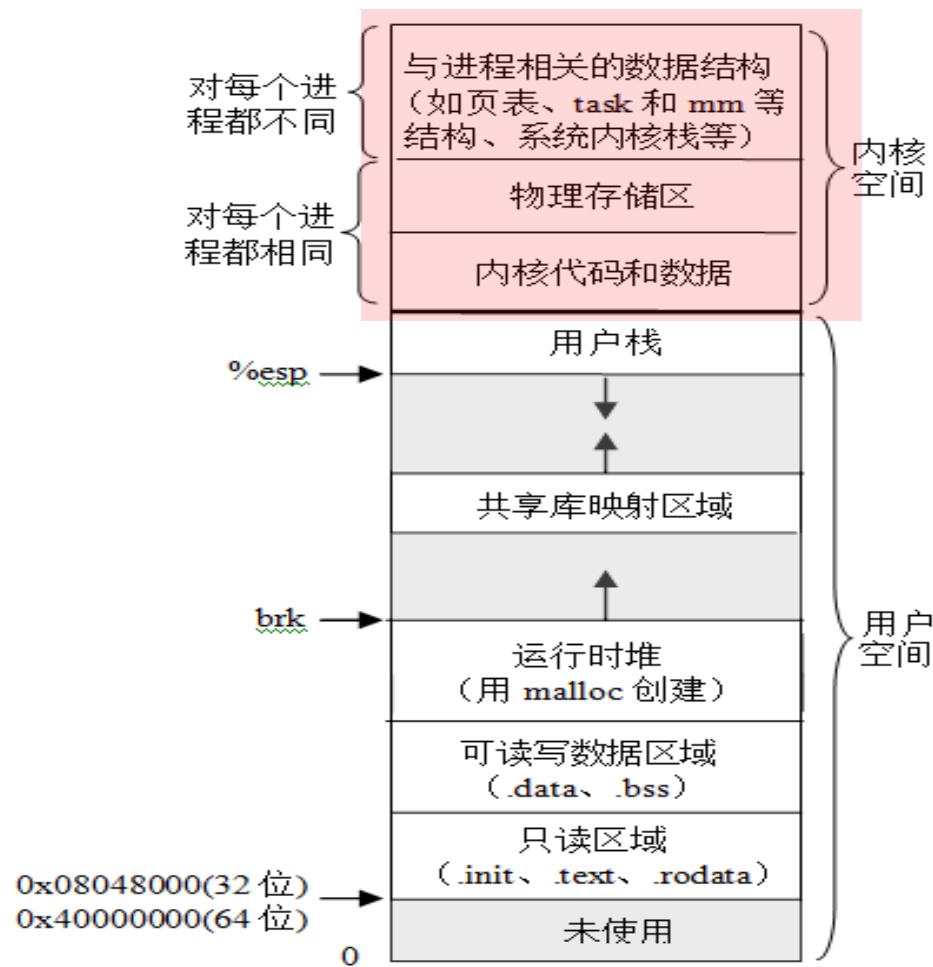 对每个进
程都不同
与进程相关的数据结构
（如页表、task 和 mm 等
结构、系统内核栈等）
内核
空间
对每个进
程都相同
物理存储区
内核代码和数据
用户栈
%esp
共享库映射区域
brk
运行时堆
（用 malloc 创建）
用户
空间
可读写数据区域
（.data、.bss）
只读区域
（.init、.text、.rodata）
0x08048000(32 位)
0x40000000(64 位)
未使用
0